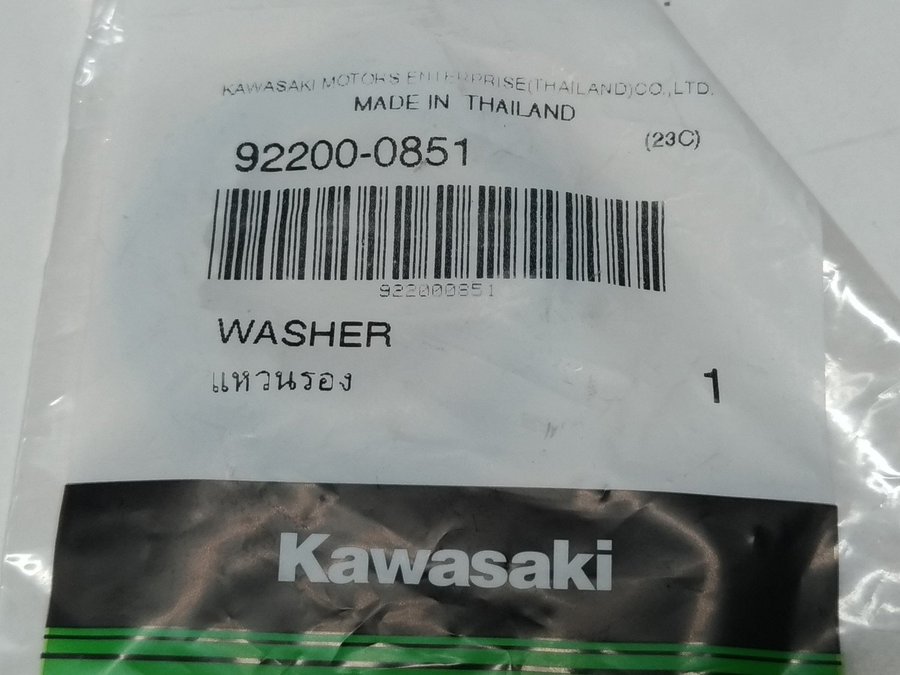 KAWASAKI MOTORS ENTERPRISE(THAILAND)CO.,LTD.
MADE IN THAILAND
(23C)
92200-0851
922000851
WASHER
แหวนรอง
1
Kawasaki